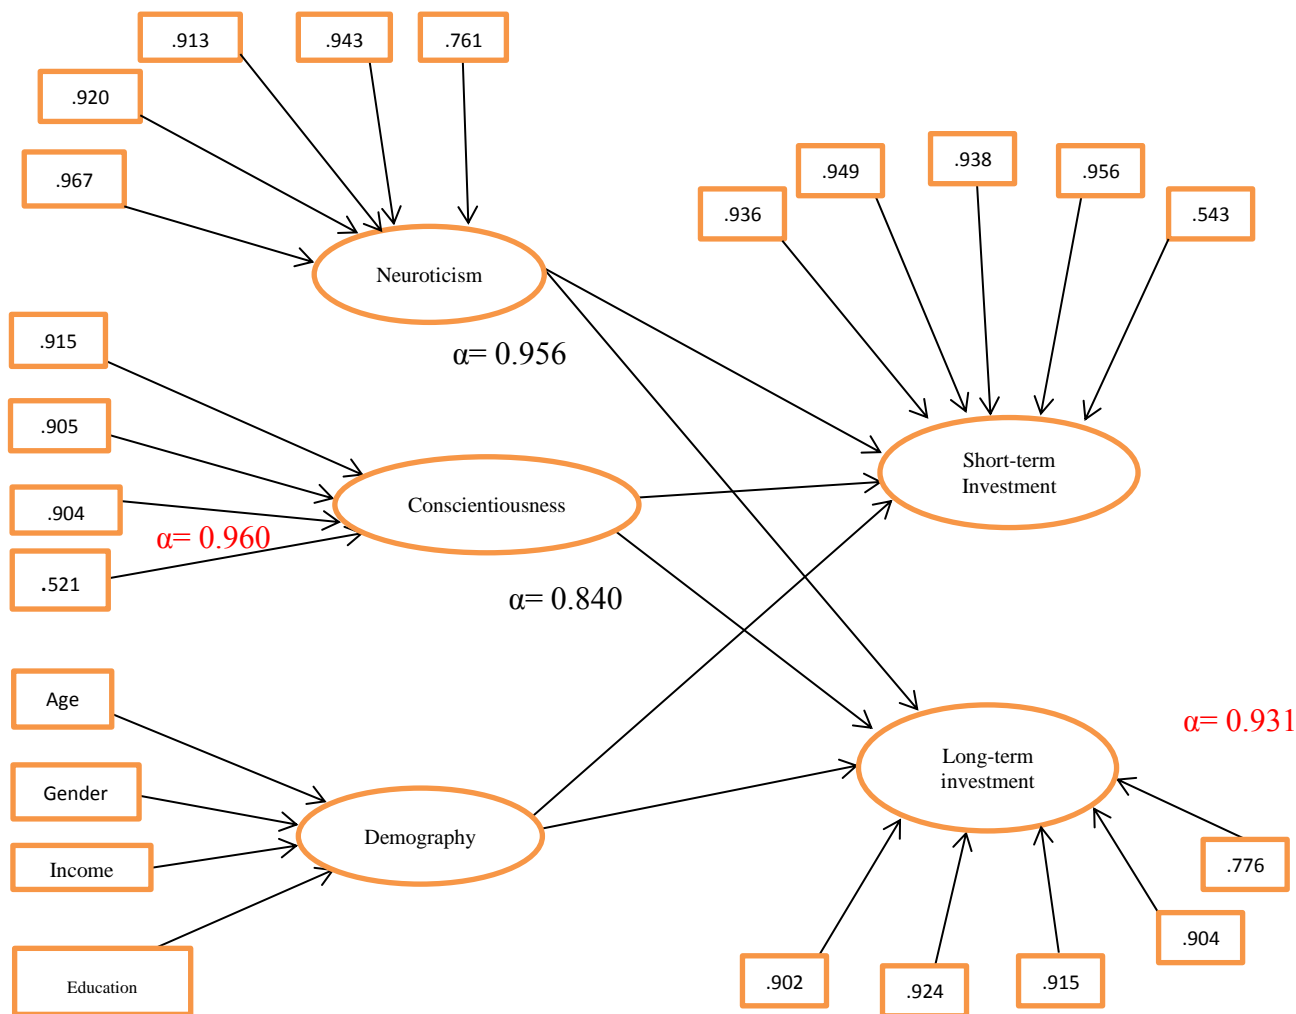 .913
.943
.761
.920
.967
Neuroticism
α= 0.956
.936
.949
.938
.956
.543
Short-term
Investment
.915
.905
.904
.521
α= 0.960
Conscientiousness
α= 0.840
Age
Gender
Income
Education
Demography
Long-term
investment
α= 0.931
.776
.904
.915
.924
.902